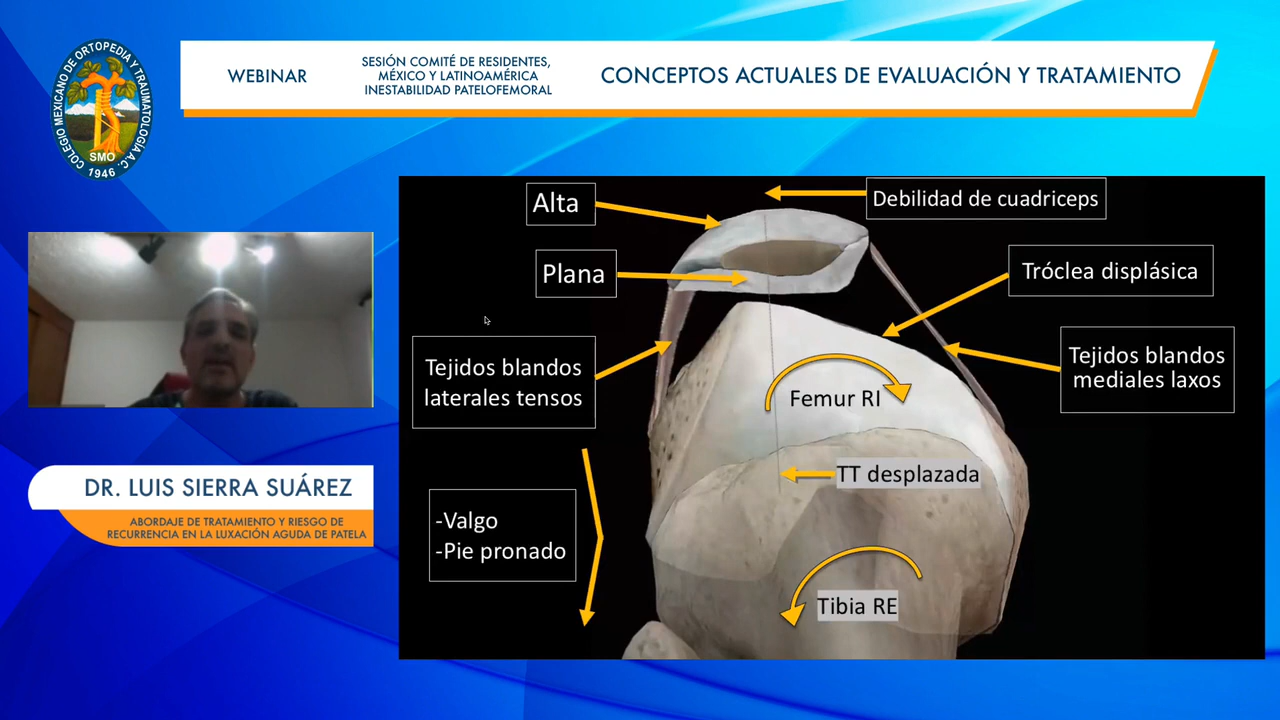 COLEGIO MEXICANO DE ORTOPEDIA Y TRAUMATOLOGIA A.C.
SMO
1946
WEBINAR
SESIÓN COMITÉ DE RESIDENTES,
MÉXICO Y LATINOAMÉRICA
INESTABILIDAD PATELOFEMORAL
CONCEPTOS ACTUALES DE EVALUACIÓN Y TRATAMIENTO
Alta
Debilidad de cuadriceps
Plana
Tróclea displásica
Tejidos blandos
laterales tensos
Tejidos blandos
mediales laxos
Femur RI
TT desplazada
-Valgo
-Pie pronado
Tibia RE
DR. LUIS SIERRA SUÁREZ
ABORDAJE DE TRATAMIENTO Y RIESGO DE
RECURRENCIA EN LA LUXACIÓN AGUDA DE PATELA